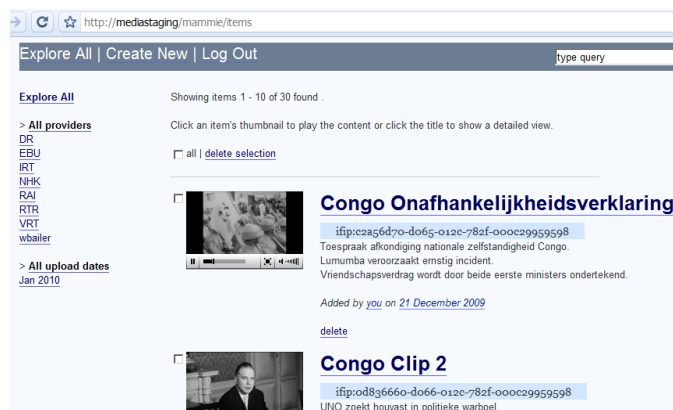 http://mediastaging/mammie/items
Explore All | Create New | Log Out
type query
Explore All
> All providers
DR
EBU
IRT
NHK
RAI
RTR
VRT
wbailer
> All upload dates
Jan 2010
Showing items 1 - 10 of 30 found .
Click an item's thumbnail to play the content or click the title to show a detailed view.
all | delete selection
Congo Onafhankelijkheidsverklaring
ifip:c2a56d70-d065-012c-782f-000c29959598
Toespraak afkondiging nationale zelfstandigheid Congo.
Lumumba veroorzaakt ernstig incident.
Vriendschapsverdrag wordt door beide eerste ministers ondertekend.
Added by you on 21 December 2009
delete
Congo Clip 2
ifip:0d836660-d066-012c-782f-000c29959598
UNO zoekt houvast in politieke warboel.